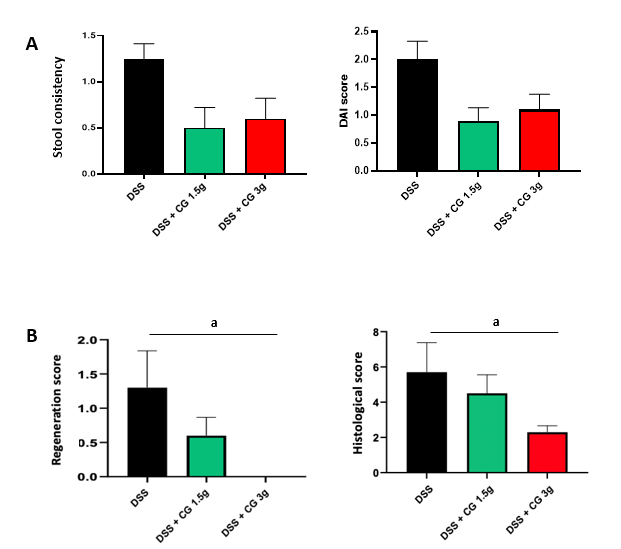 A
Stool consistency
1.5
1.0
0.5
0.0
DSS
DSS + CG 1.5g
DSS + CG 3g
DAI score
2.5
2.0
1.5
1.0
0.5
0.0
DSS
DSS + CG 1.5g
DSS + CG 3g
B
Regeneration score
2.0
1.5
1.0
0.5
0.0
a
DSS
DSS + CG 1.5g
DSS + CG 3g
Histological score
8
6
4
2
0
a
DSS
DSS + CG 1.5g
DSS + CG 3g